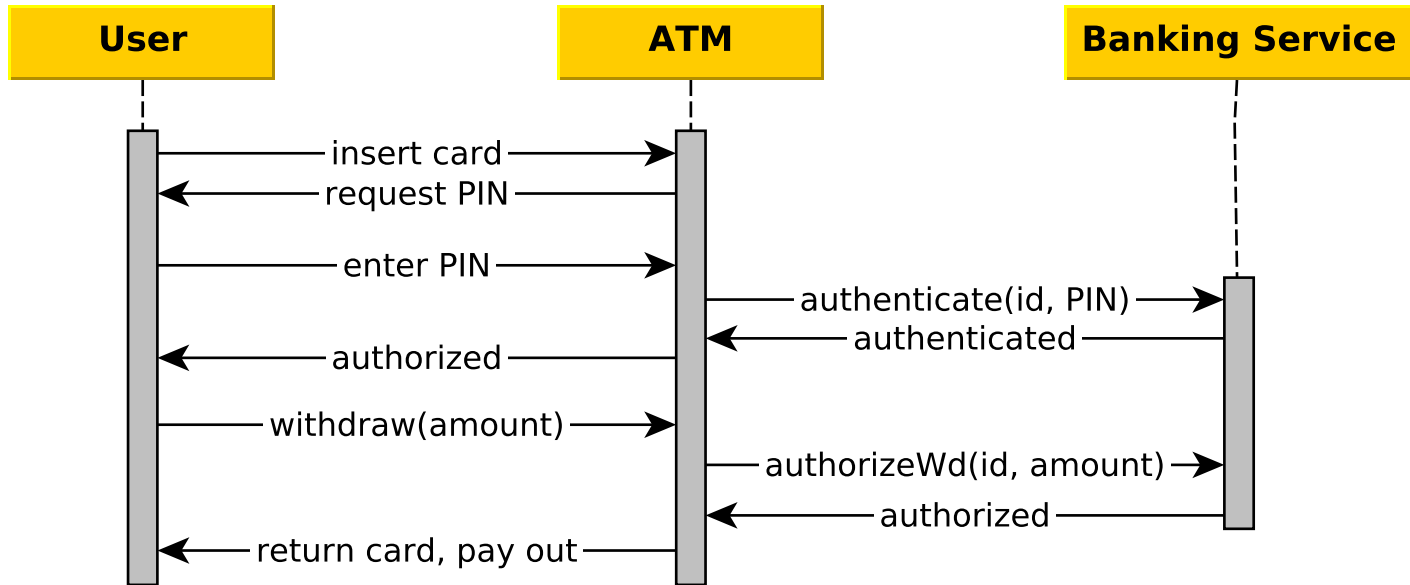 User
ATM
Banking Service
insert card
request PIN
enter PIN
authenticate(id, PIN)
authenticated
authorized
withdraw(amount)
authorizeWd(id, amount)
authorized
return card, pay out